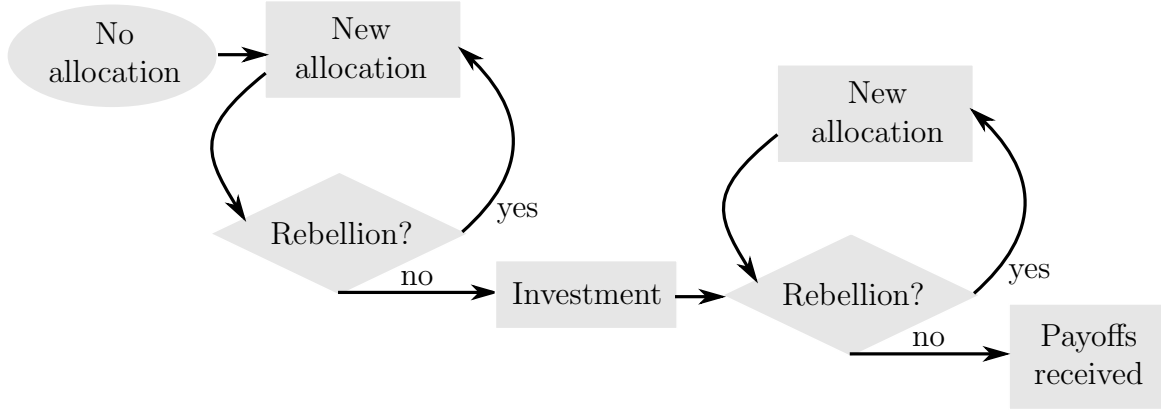 No
allocation
New
allocation
Rebellion?
yes
no
Investment
New
allocation
Rebellion?
yes
no
Payoffs
received